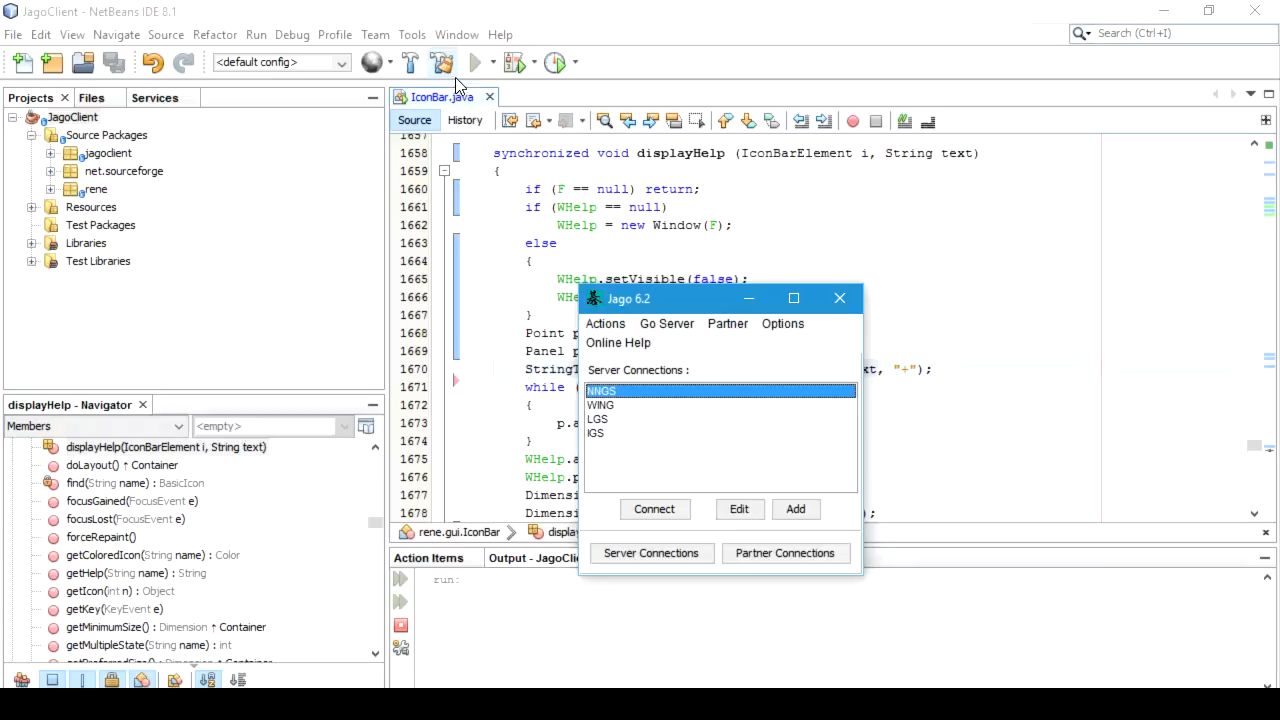 JagoClient - NetBeans IDE 8.1
File Edit View Navigate Source Refactor Run Debug Profile Team Tools Window Help
Search (Ctrl+I)
<default config>
Projects Files Services
JagoClient
Source Packages
jagoclient
net.sourceforge
rene
Resources
Test Packages
Libraries
Test Libraries
displayHelp - Navigator
Members <empty>
displayHelp(IconBarElement i, String text)
doLayout() ↑ Container
find(String name) : BasicIcon
focusGained(FocusEvent e)
focusLost(FocusEvent e)
forceRepaint()
getColoredIcon(String name) : Color
getHelp(String name) : String
getIcon(int n) : Object
getKey(KeyEvent e)
getMinimumSize() : Dimension ↑ Container
getMultipleState(String name) : int
getPreferredSize() : Dimension ↑ Container
IconBar.java
Source History
1657
1658 synchronized void displayHelp (IconBarElement i, String text)
1659 {
1660 if (F == null) return;
1661 if (WHelp == null)
1662 WHelp = new Window(F);
1663 else
1664 {
1665 WHelp.setVisible(false);
1666 WHe
1667 }
1668 Point p
1669 Panel p
1670 StringT xt, "+");
1671 while (
1672 {
1673 p.a
1674 }
1675 WHelp.a
1676 WHelp.p
1677 Dimensi
1678 Dimensi ;
rene.gui.IconBar displa
Action Items Output - JagoCli
run:
Jago 6.2
Actions Go Server Partner Options
Online Help
Server Connections :
NNGS
WING
LGS
IGS
Connect Edit Add
Server Connections Partner Connections